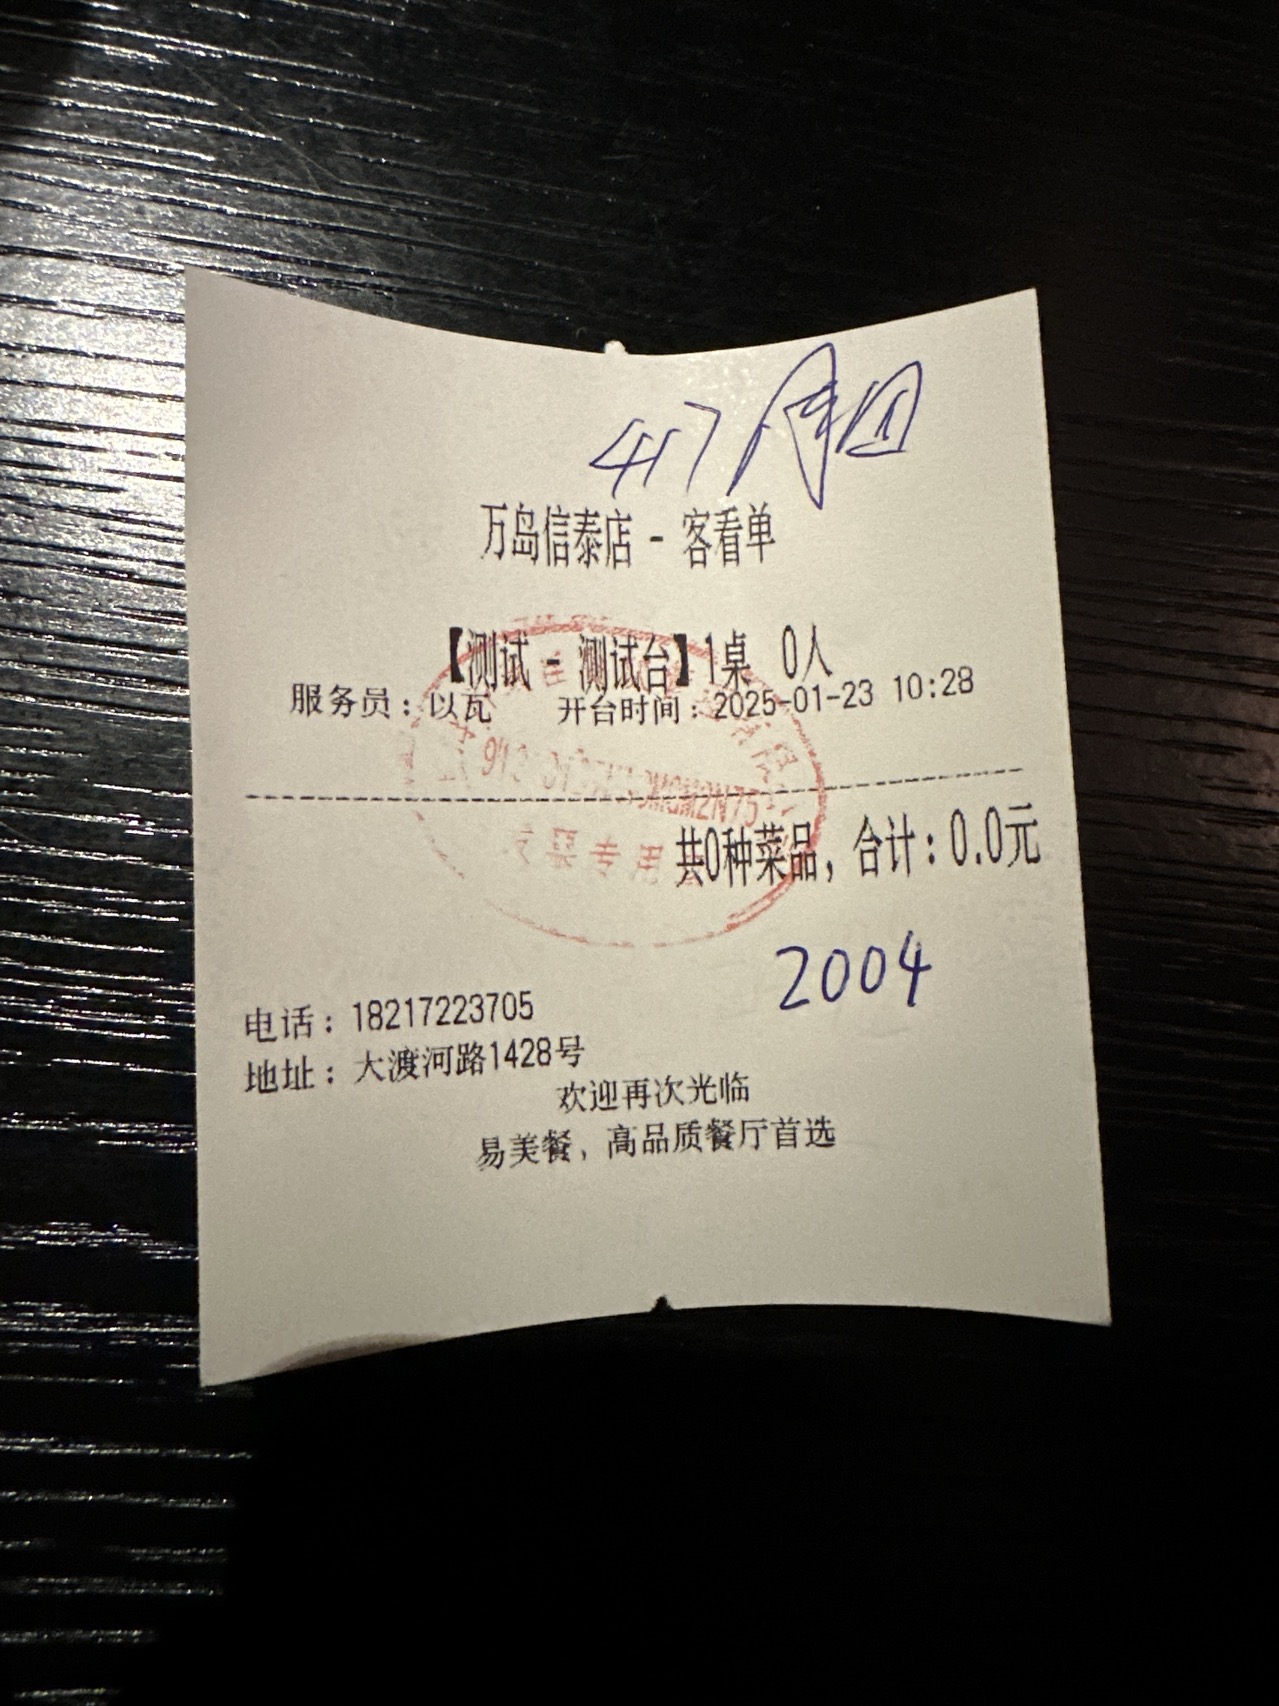 417
万岛信泰店 - 客看单
【测试 - 测试台】1桌 0人
服务员：以瓦 开台时间：2025-01-23 10:28
专用
共0种菜品，合计：0.0元
2004
电话：18217223705
地址：大渡河路1428号
欢迎再次光临
易美餐，高品质餐厅首选